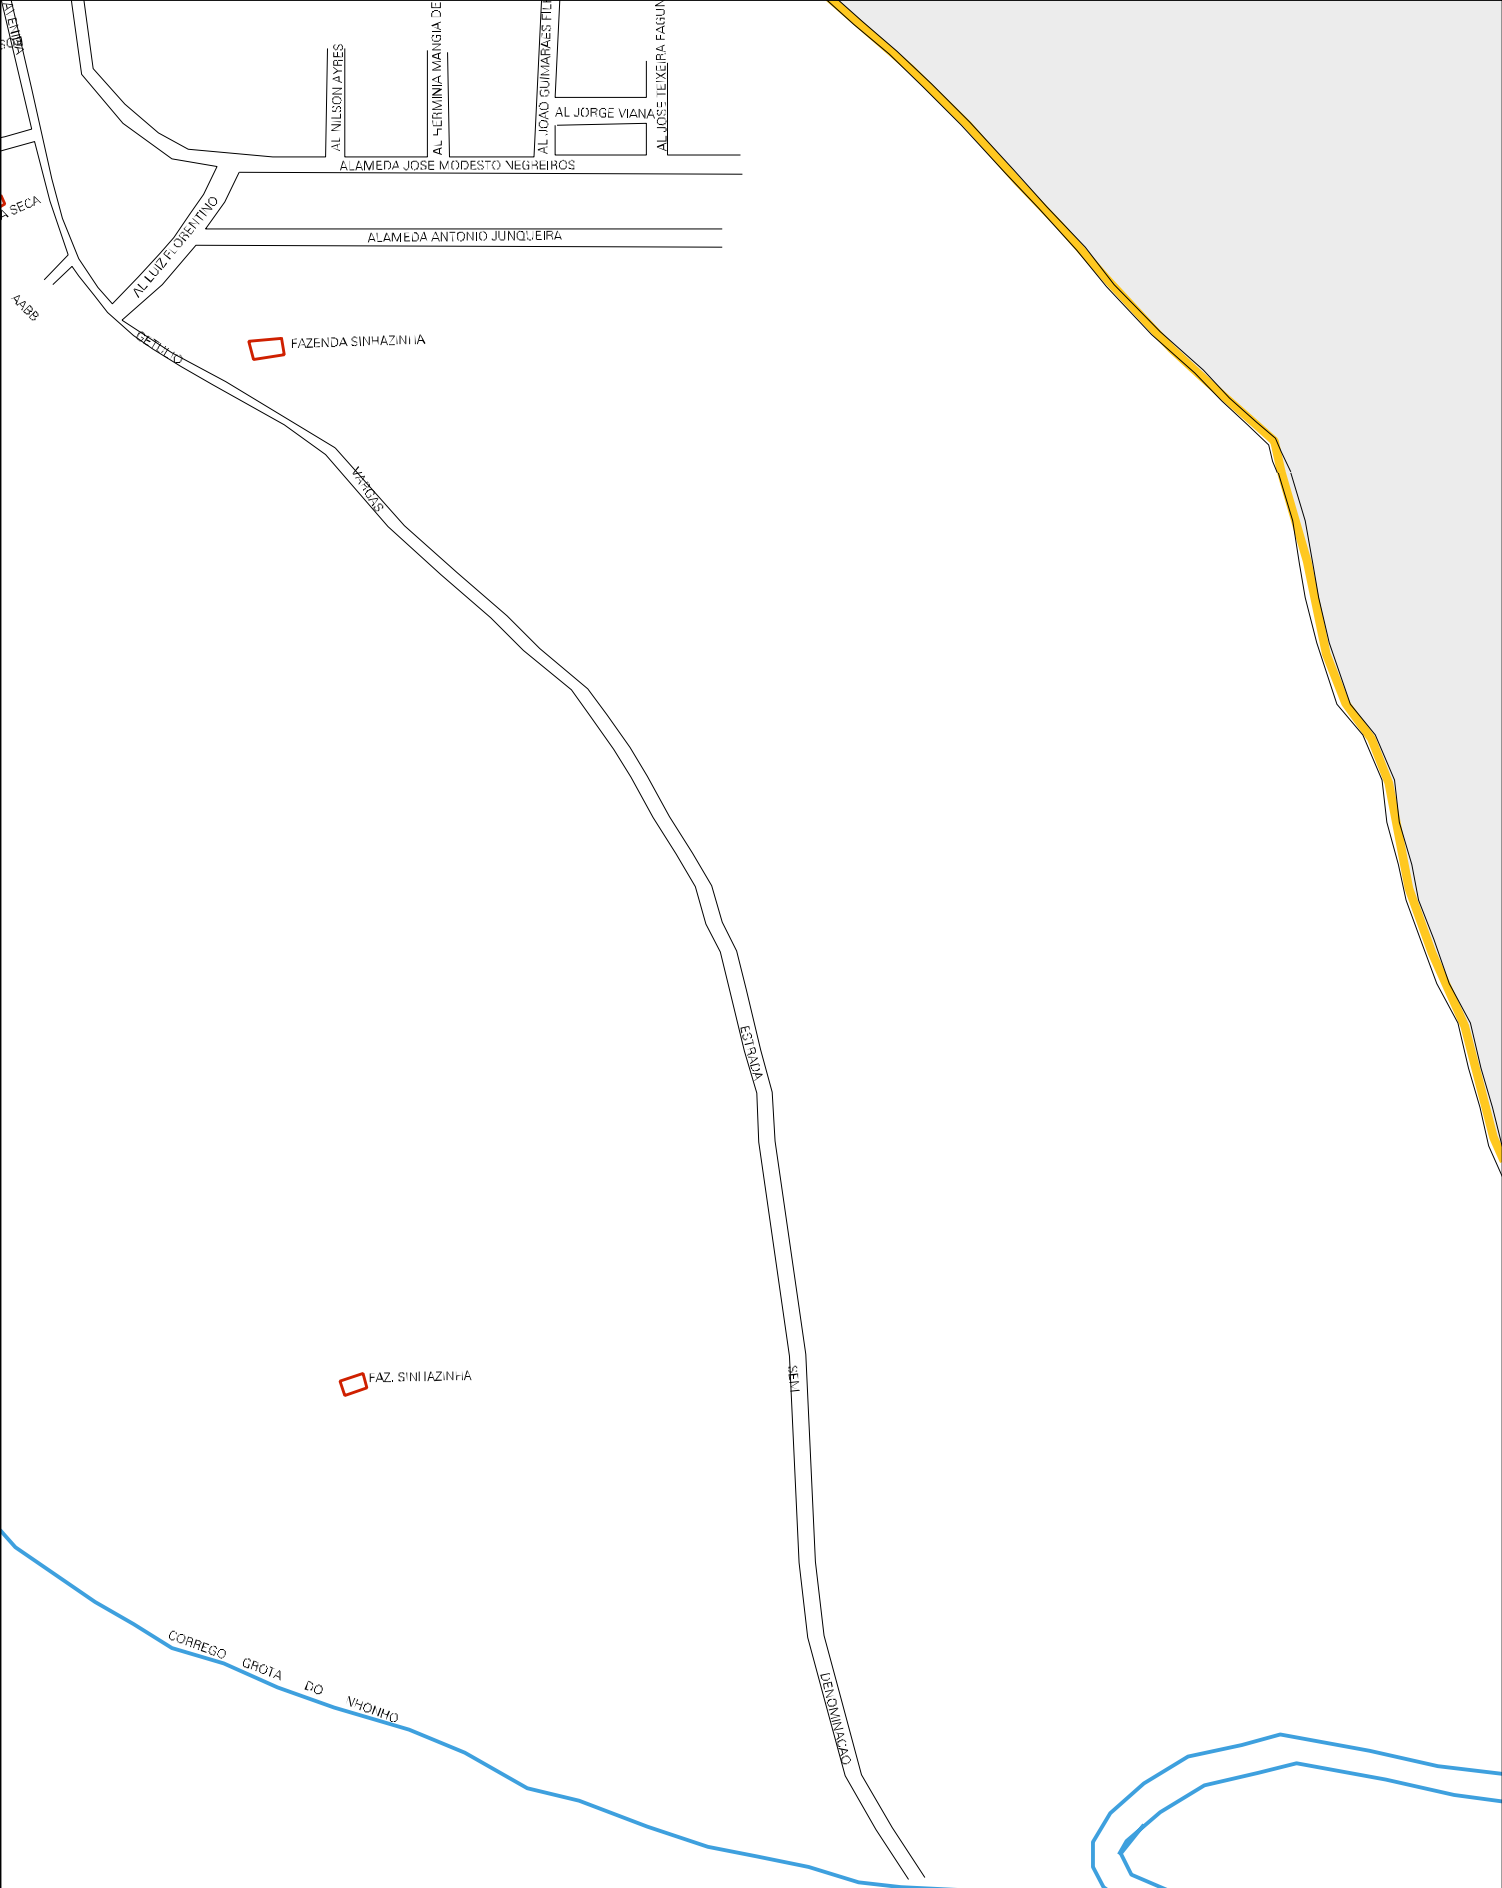 AL NILSON AYRES
AL HERMINIA MANGIA DE
AL JOAO GUIMARAES FIL
AL JOSE TEIXEIRA FAGUN
AL JORGE VIANA
ALAMEDA JOSE MODESTO NEGREIROS
A SECA
AL LUIZ FLORENTINO
ALAMEDA ANTONIO JUNQUEIRA
AABB
GETULIO
FAZENDA SINHAZINHA
VARGAS
ESTRADA
SEM
FAZ. SINHAZINHA
CORREGO GROTA DO NHONHO
DENOMINACAO